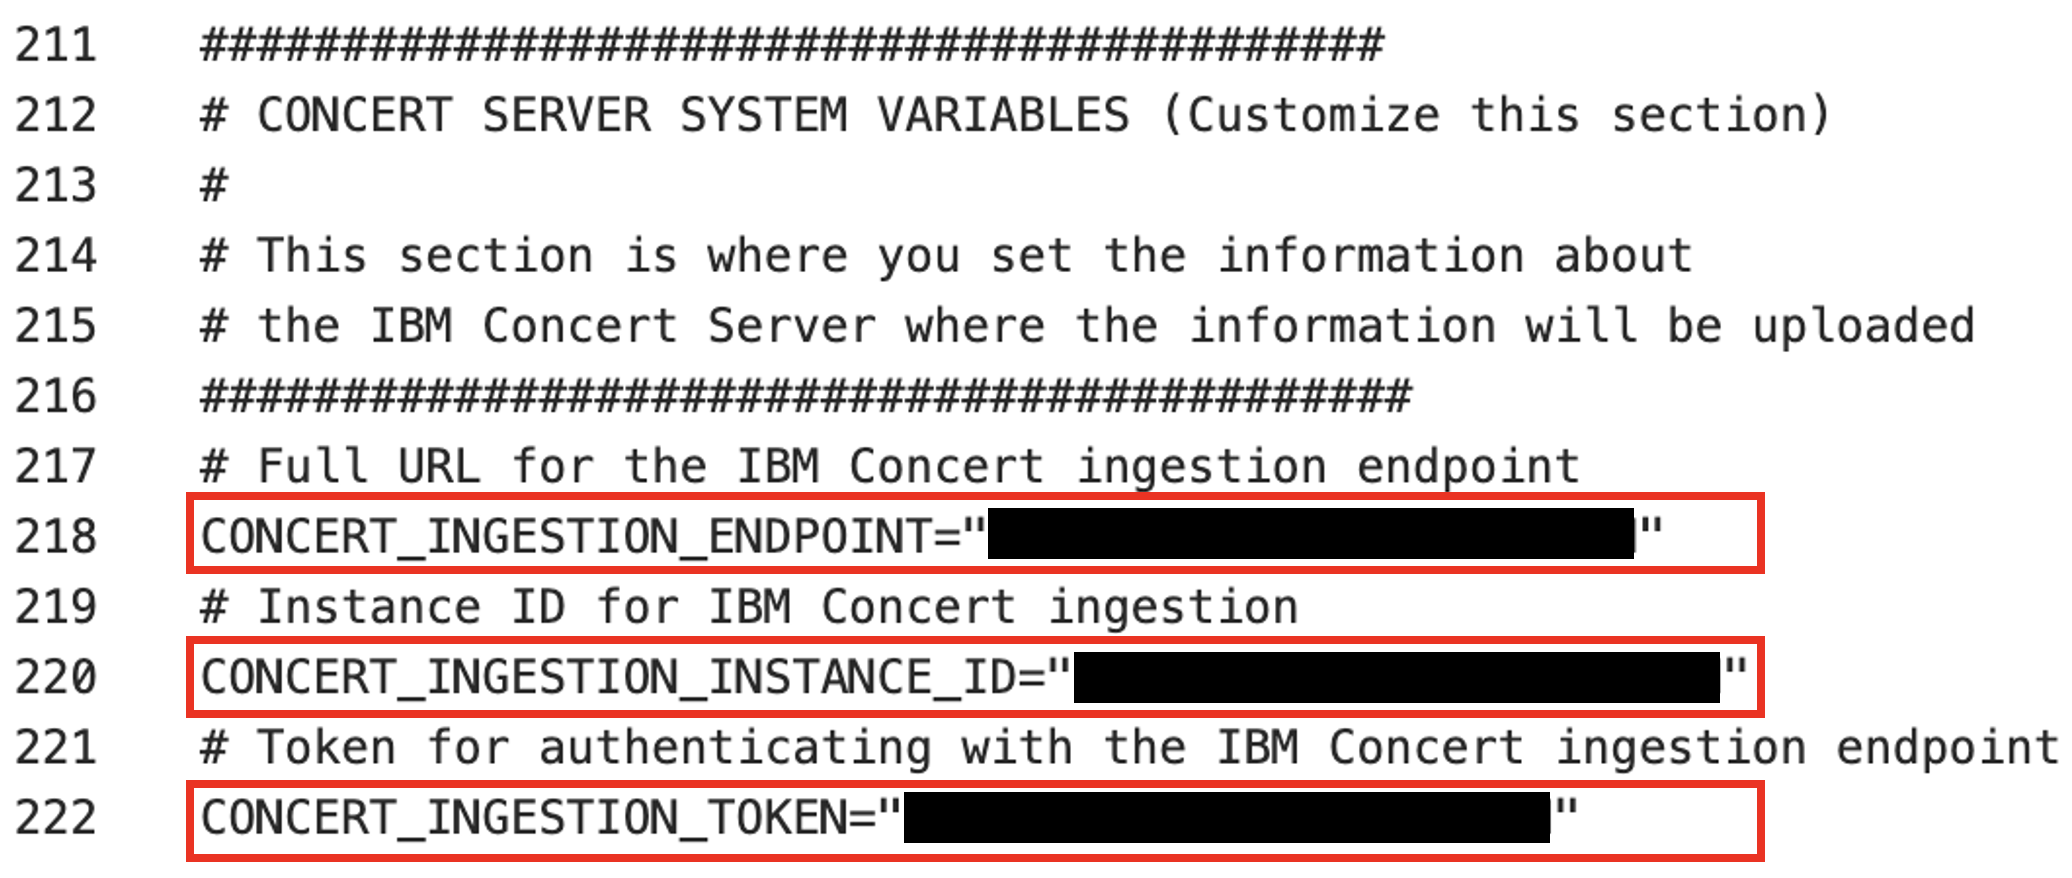 211 ##########################################
212 # CONCERT SERVER SYSTEM VARIABLES (Customize this section)
213 #
214 # This section is where you set the information about
215 # the IBM Concert Server where the information will be uploaded
216 ###########################################
217 # Full URL for the IBM Concert ingestion endpoint
218 CONCERT_INGESTION_ENDPOINT=""
219 # Instance ID for IBM Concert ingestion
220 CONCERT_INGESTION_INSTANCE_ID=""
221 # Token for authenticating with the IBM Concert ingestion endpoint
222 CONCERT_INGESTION_TOKEN=""